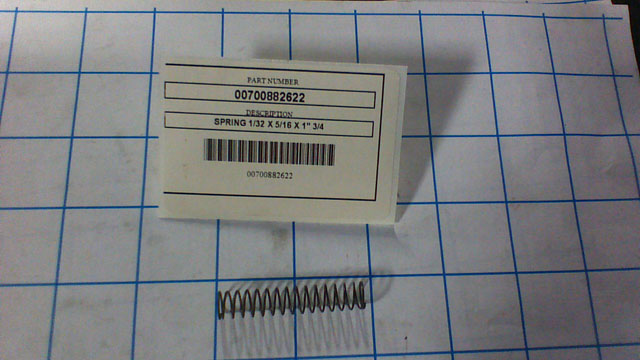 PART NUMBER
00700882622
DESCRIPTION
SPRING 1/32 X 5/16 X 1" 3/4
00700882622